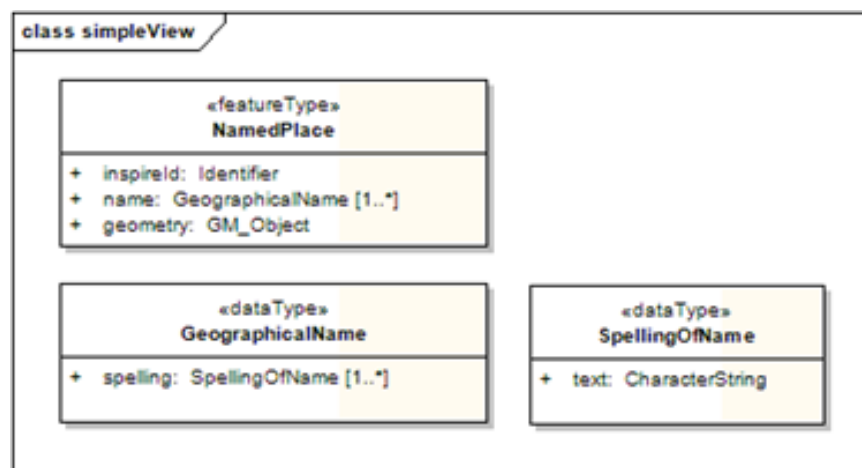 class simpleView
«featureType»
NamedPlace
+ inspireId: Identifier
+ name: GeographicalName [1..*]
+ geometry: GM_Object
«dataType»
GeographicalName
+ spelling: SpellingOfName [1..*]
«dataType»
SpellingOfName
+ text: CharacterString